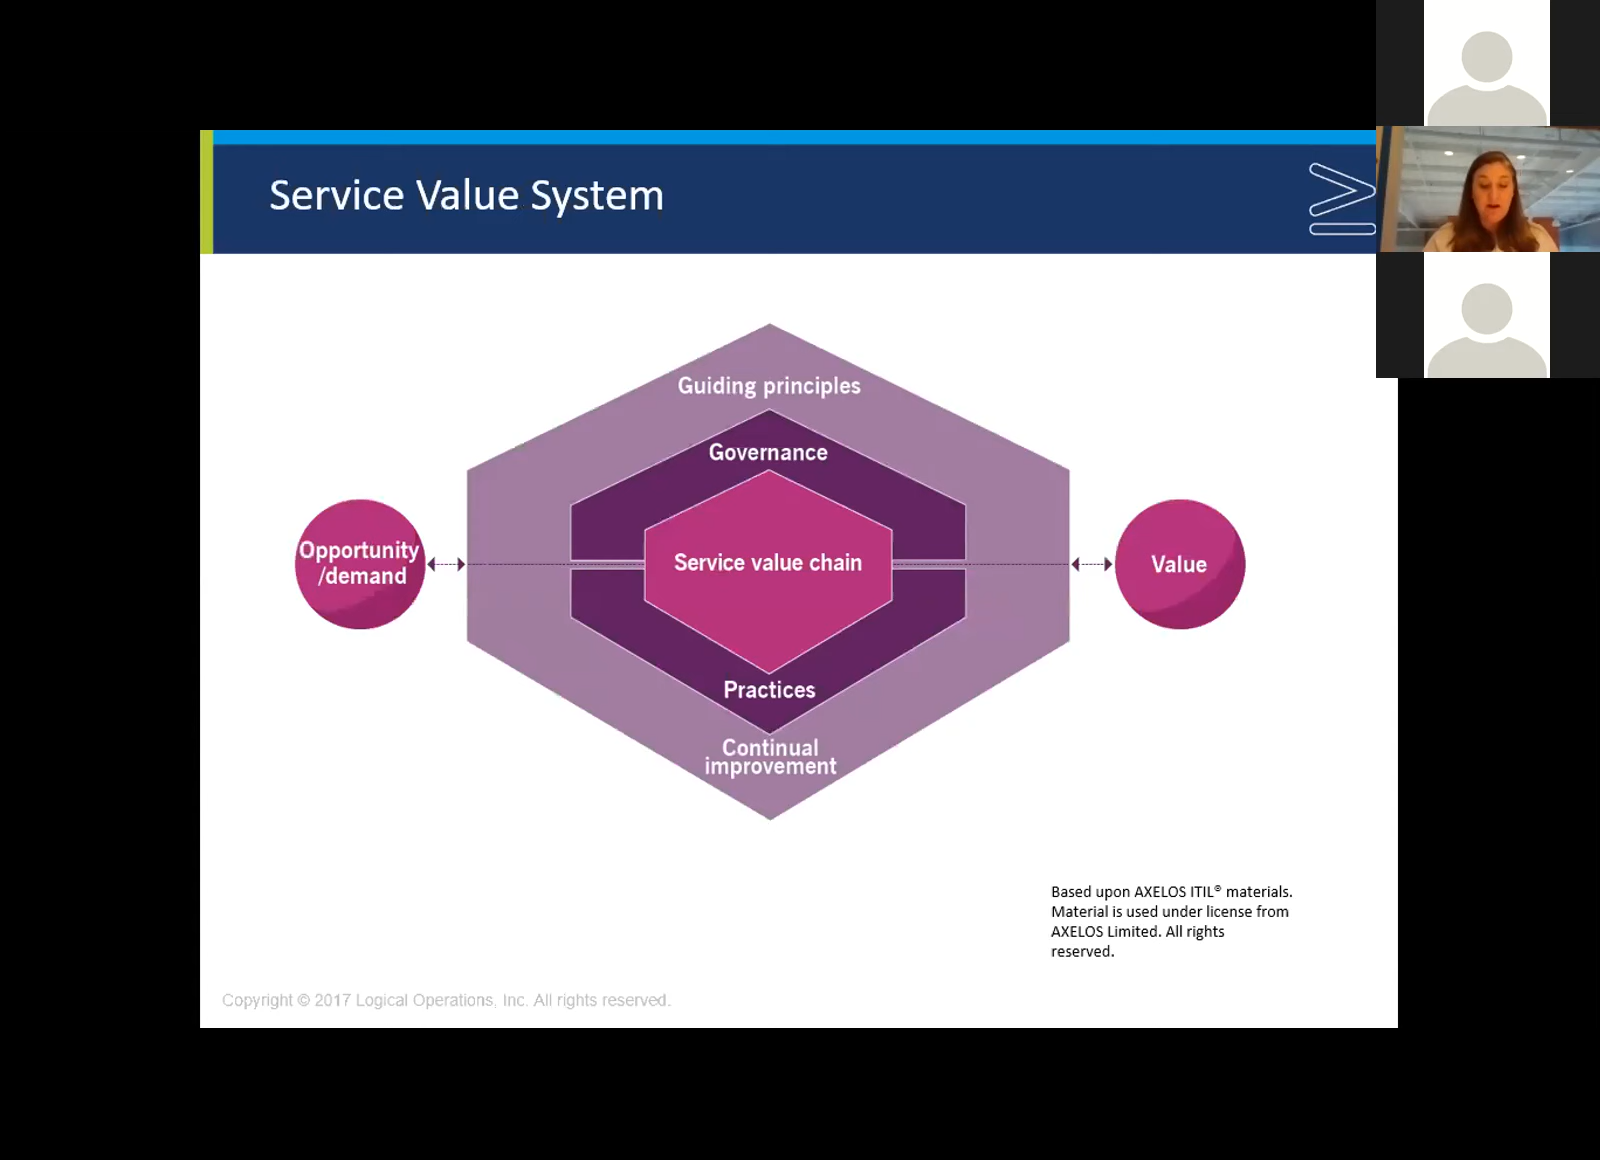 Service Value System
Guiding principles
Governance
Opportunity
/demand
Service value chain
Value
Practices
Continual
improvement
Based upon AXELOS ITIL® materials.
Material is used under license from
AXELOS Limited. All rights
reserved.
Copyright © 2017 Logical Operations, Inc. All rights reserved.